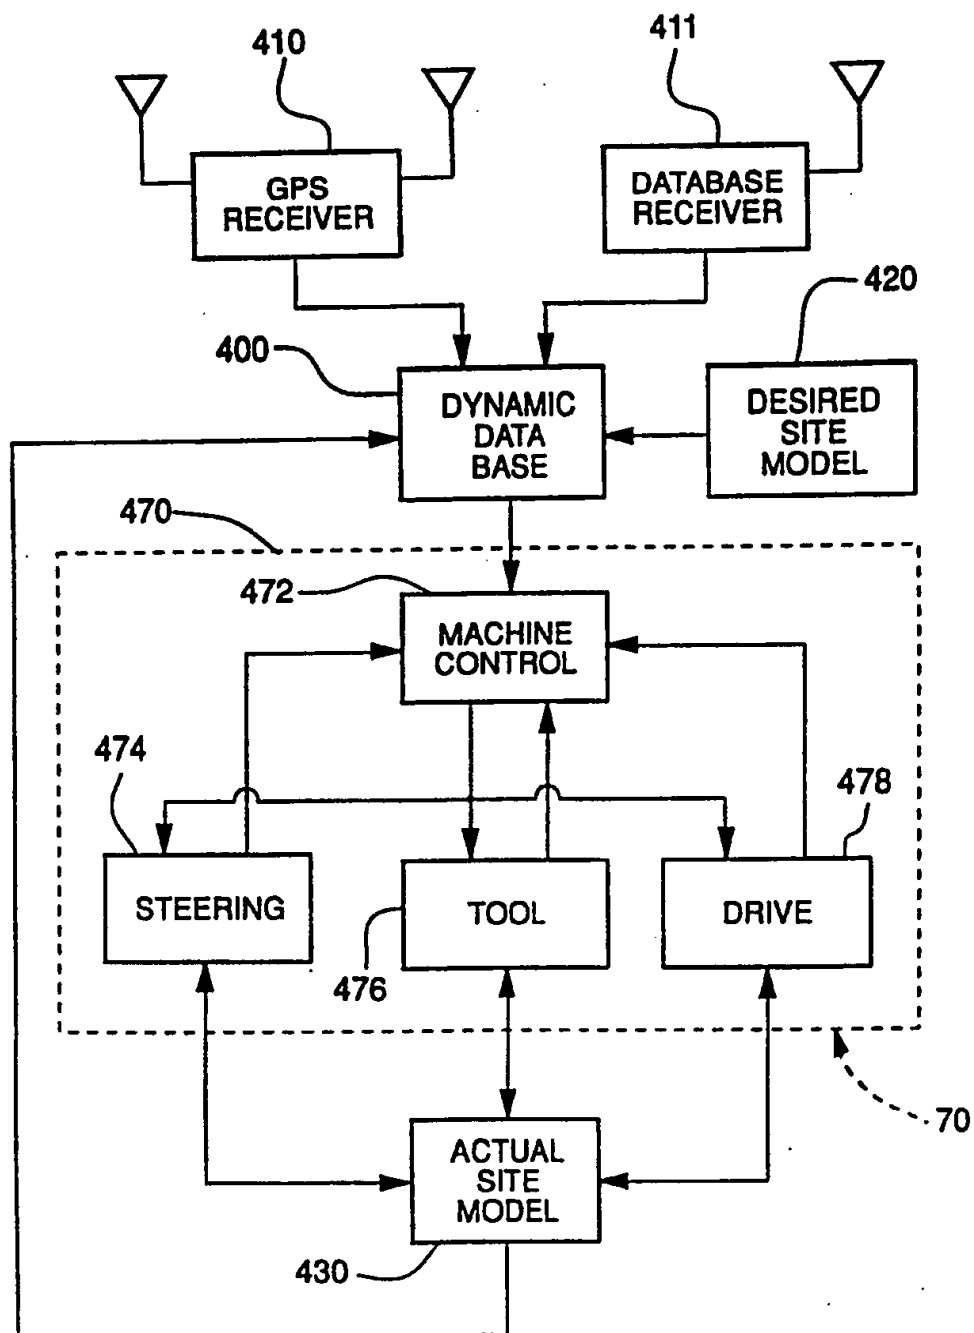 410
411
GPS
RECEIVER
DATABASE
RECEIVER
420
400
DYNAMIC
DATA
BASE
DESIRED
SITE
MODEL
470
472
MACHINE
CONTROL
474
478
STEERING
TOOL
DRIVE
476
70
ACTUAL
SITE
MODEL
430